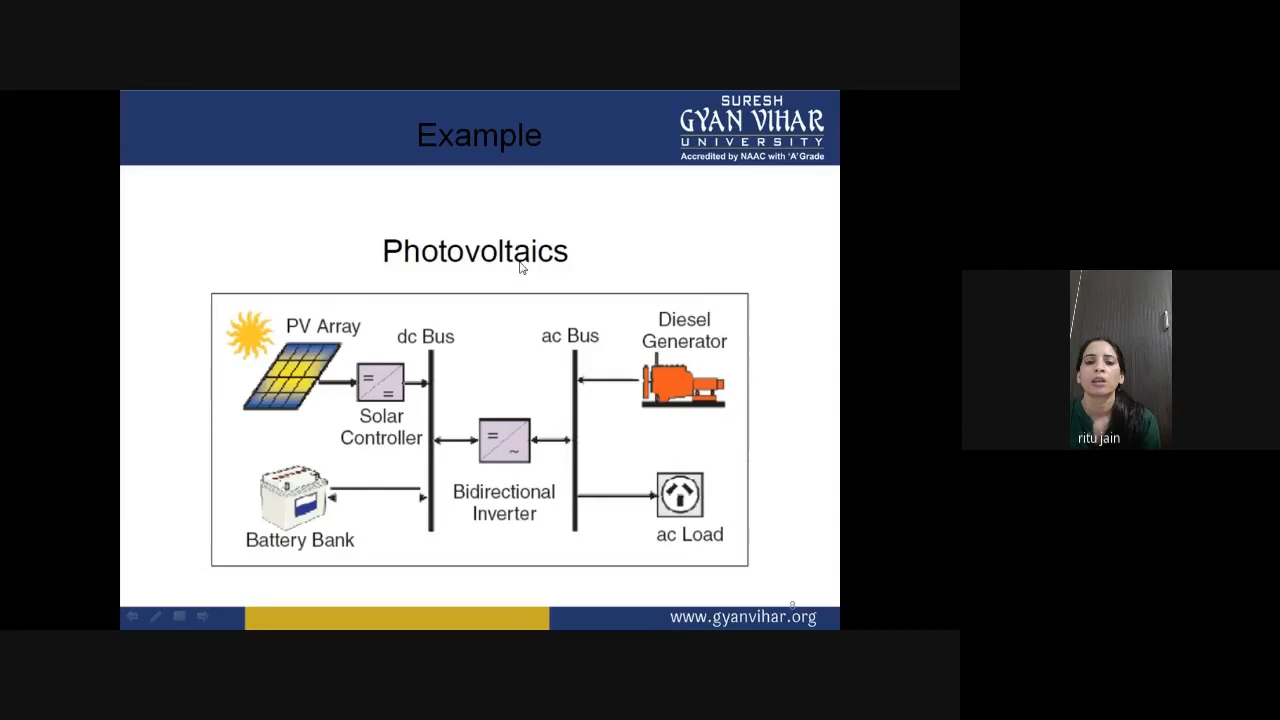 Example
SURESH
GYAN VIHAR
UNIVERSITY
Accredited by NAAC with 'A' Grade
Photovoltaics
PV Array
dc Bus
ac Bus
Diesel
Generator
Solar
Controller
Bidirectional
Inverter
Battery Bank
ac Load
ritu jain
9
www.gyanvihar.org